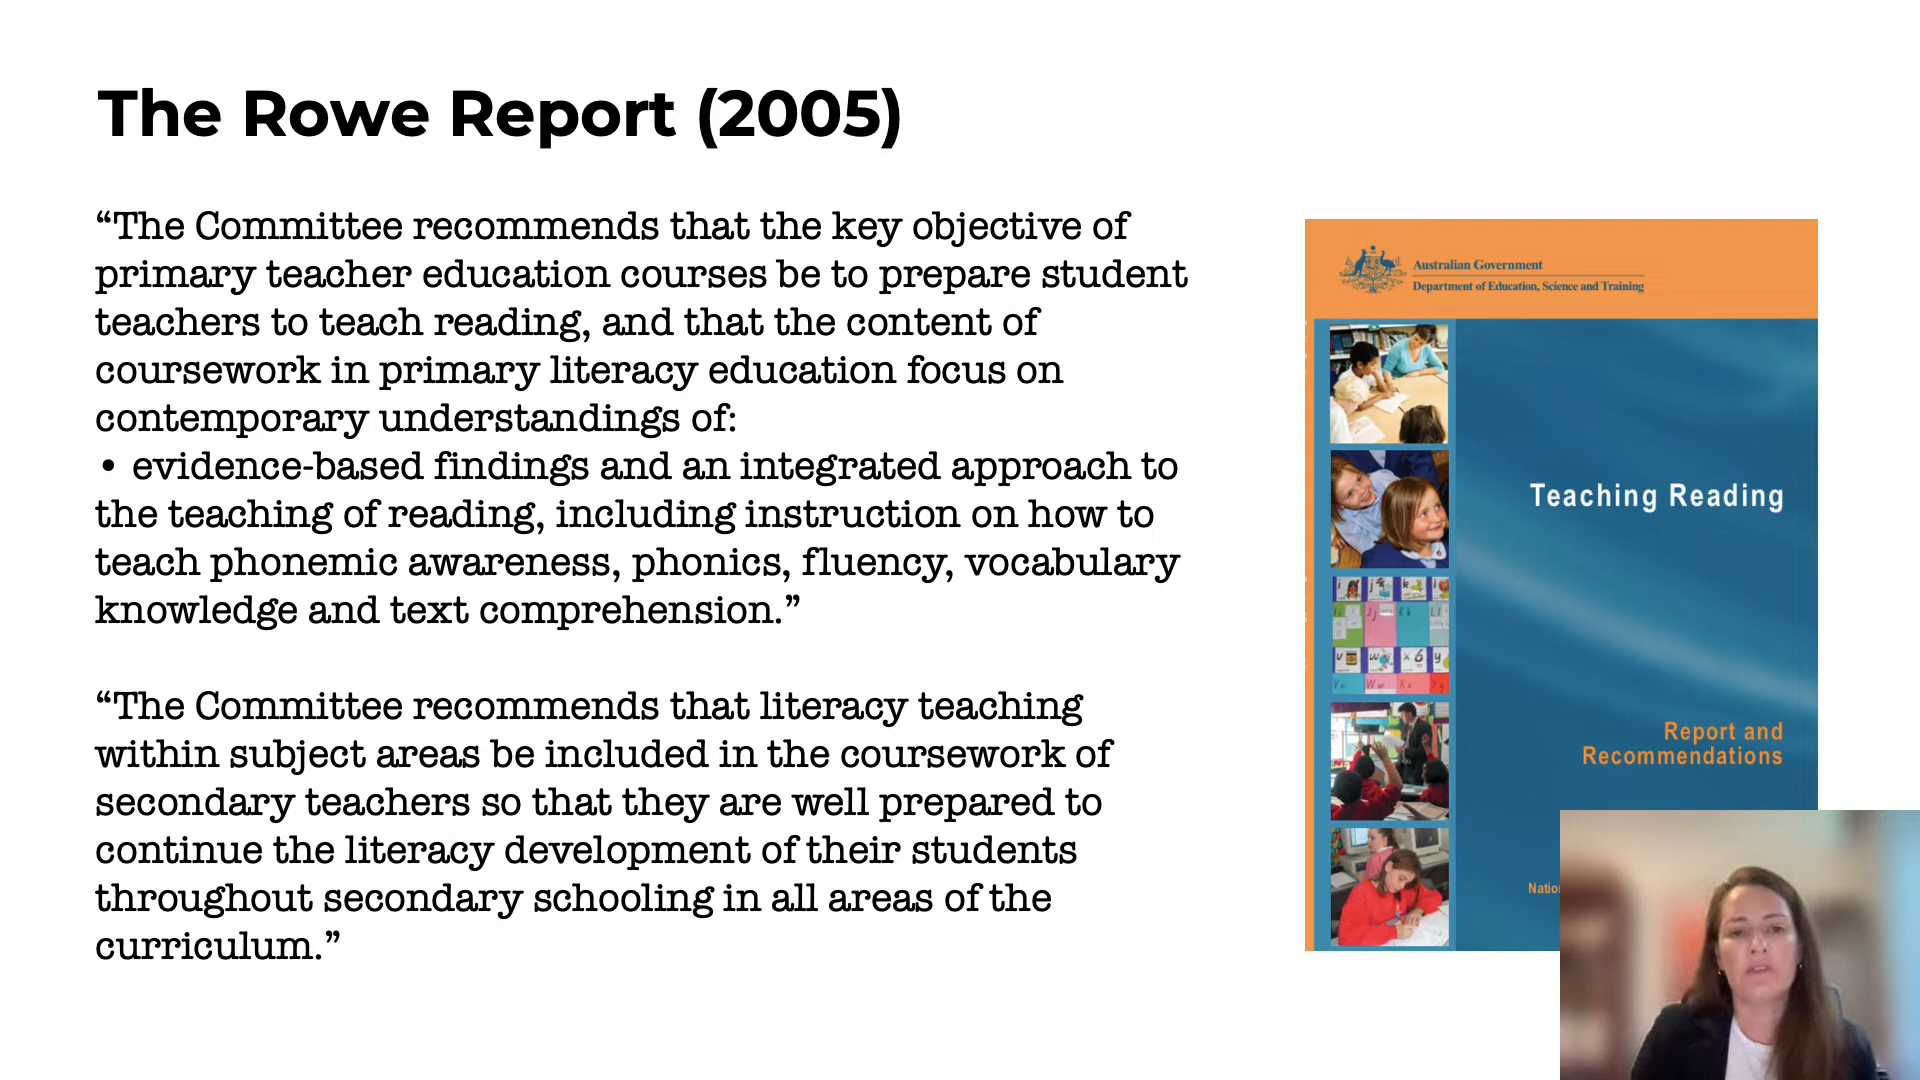 The Rowe Report (2005)
“The Committee recommends that the key objective of
primary teacher education courses be to prepare student
teachers to teach reading, and that the content of
coursework in primary literacy education focus on
contemporary understandings of:
• evidence-based findings and an integrated approach to
the teaching of reading, including instruction on how to
teach phonemic awareness, phonics, fluency, vocabulary
knowledge and text comprehension.”
“The Committee recommends that literacy teaching
within subject areas be included in the coursework of
secondary teachers so that they are well prepared to
continue the literacy development of their students
throughout secondary schooling in all areas of the
curriculum.”
Australian Government
Department of Education, Science and Training
Teaching Reading
Report and
Recommendations